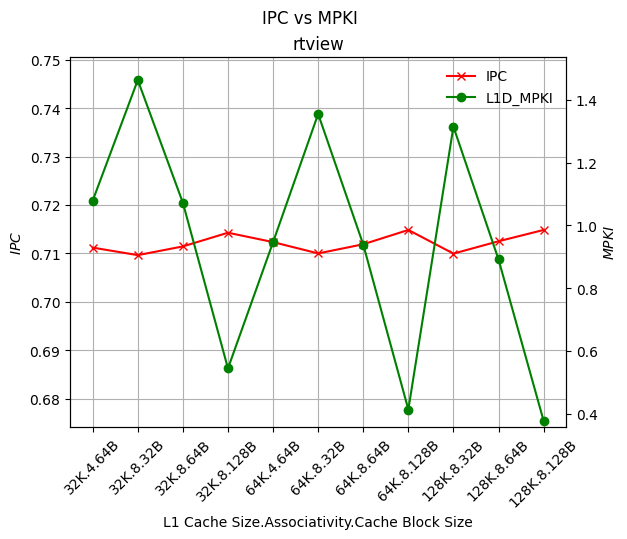 IPC vs MPKI
rtview
IPC
L1D_MPKI
0.75
0.74
0.73
0.72
0.71
0.70
0.69
0.68
IPC
1.4
1.2
1.0
0.8
0.6
0.4
MPKI
32K.4.64B
32K.8.32B
32K.8.64B
32K.8.128B
64K.4.64B
64K.8.32B
64K.8.64B
64K.8.128B
128K.8.32B
128K.8.64B
128K.8.128B
L1 Cache Size.Associativity.Cache Block Size